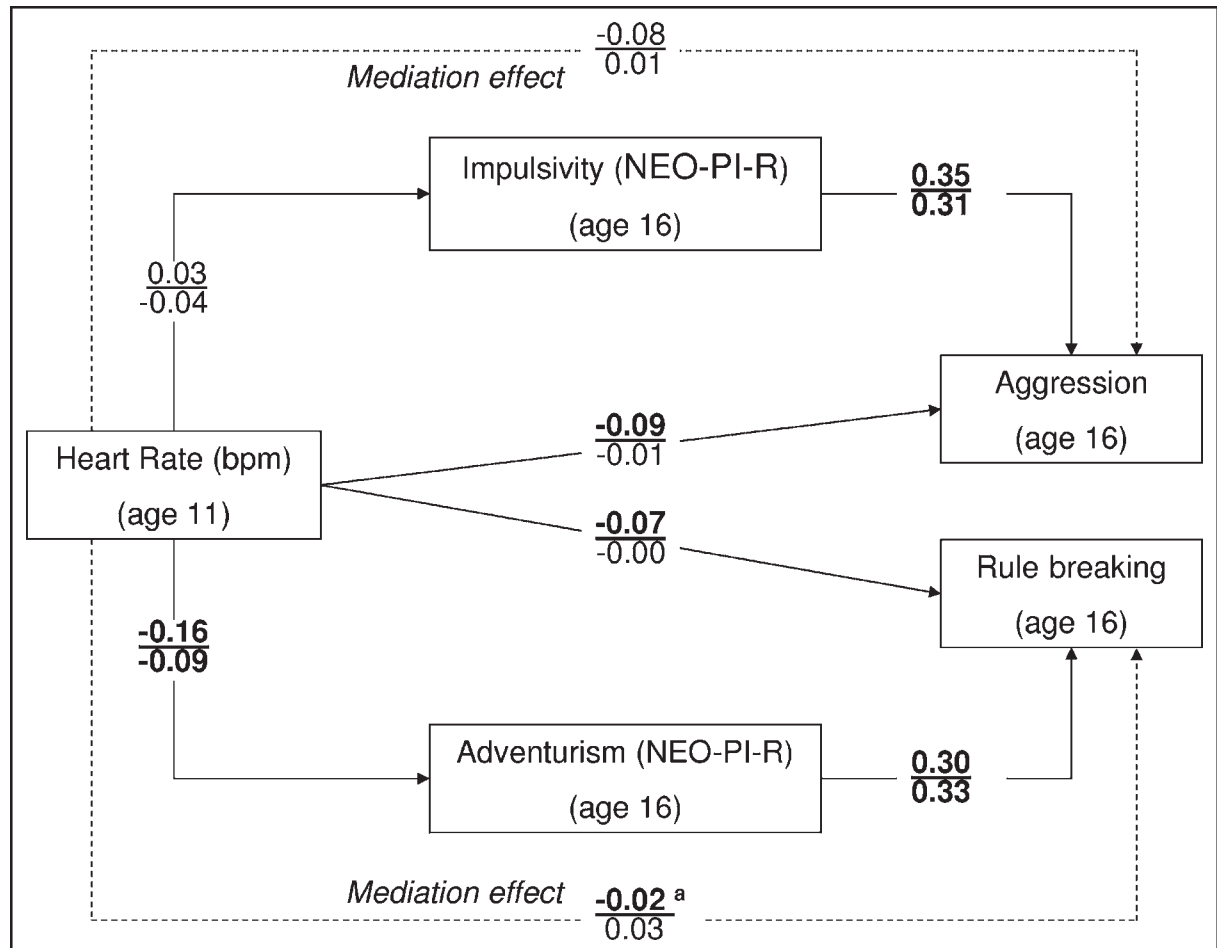 -0.08
0.01
Mediation effect
Impulsivity (NEO-PI-R)
(age 16)
0.35
0.31
0.03
-0.04
Aggression
(age 16)
-0.09
-0.01
Heart Rate (bpm)
(age 11)
-0.07
-0.00
Rule breaking
(age 16)
-0.16
-0.09
Adventurism (NEO-PI-R)
(age 16)
0.30
0.33
Mediation effect
-0.02 a
0.03